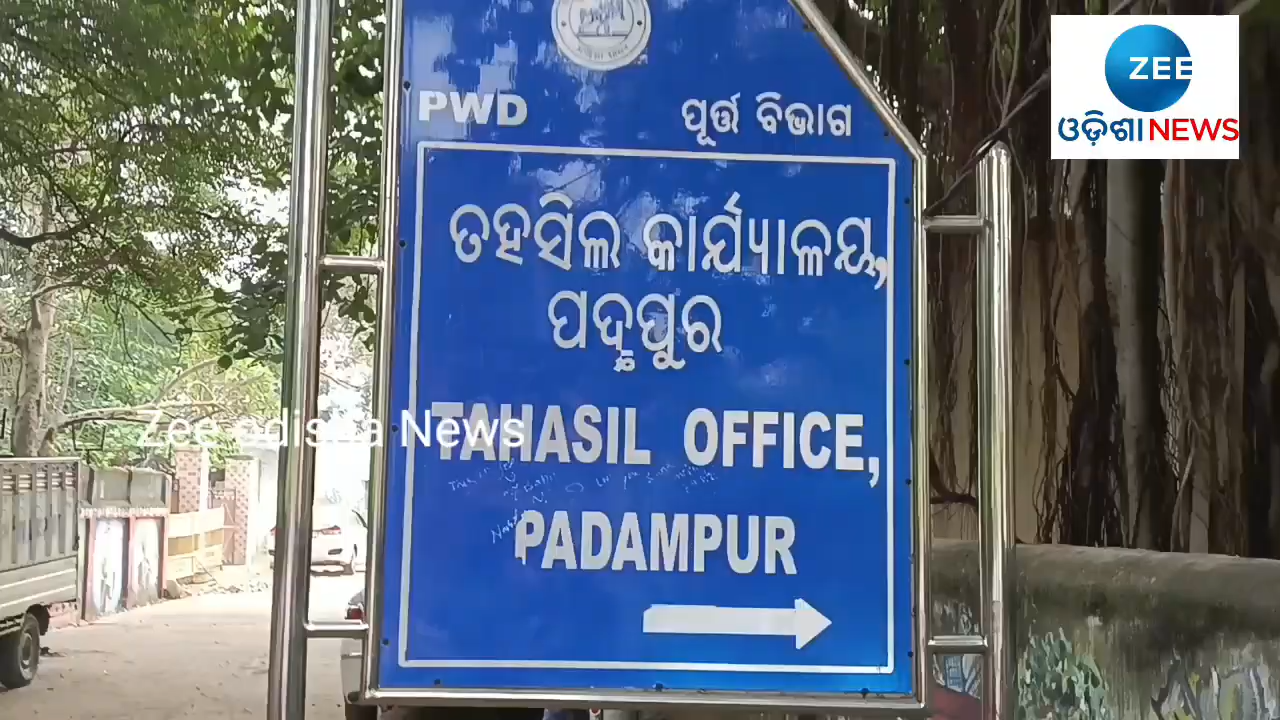 PWD
ପୂର୍ତ୍ତ ବିଭାଗ
ତହସିଲ କାର୍ଯ୍ୟାଳୟ,
ପଦ୍ମପୁର
TAHASIL OFFICE,
PADAMPUR
Zee odisha News
ZEE
ଓଡ଼ିଶା NEWS